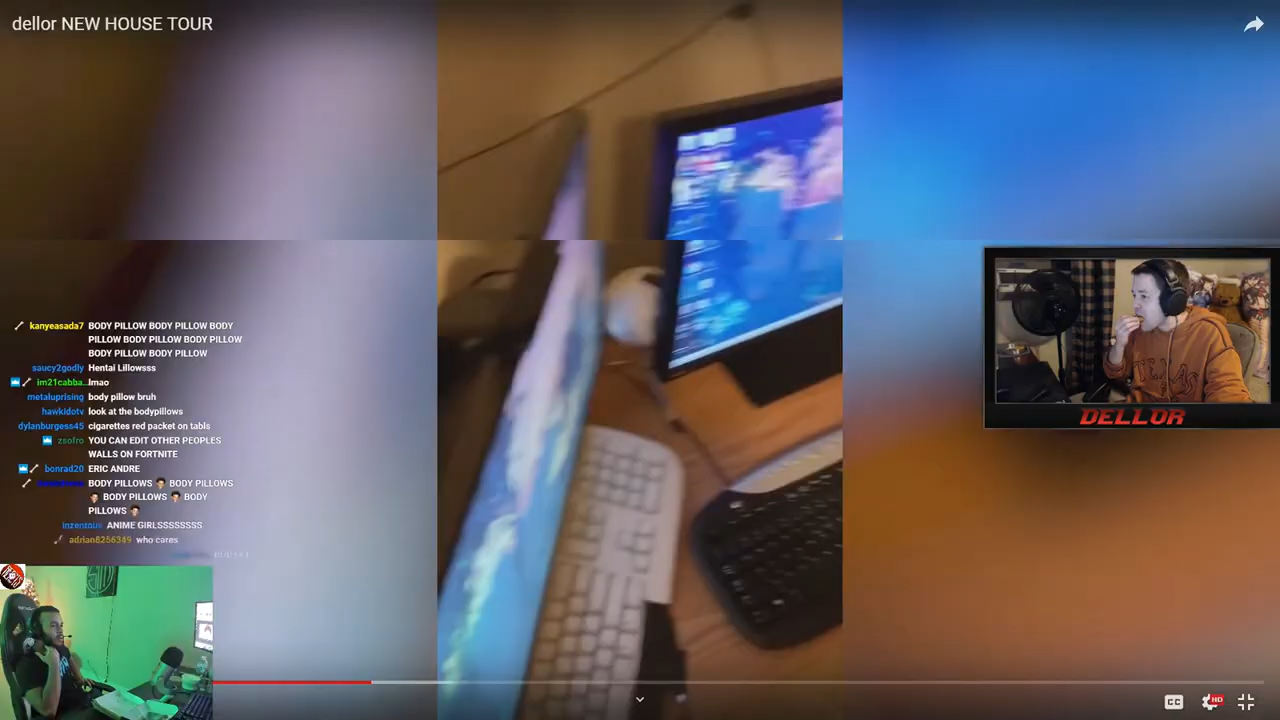 dellor NEW HOUSE TOUR
kanyeasada7 BODY PILLOW BODY PILLOW BODY
PILLOW BODY PILLOW BODY PILLOW
BODY PILLOW BODY PILLOW
saucy2godly Hentai Lillowsss
im21cabba... lmao
metaluprising body pillow bruh
hawkidotv look at the bodypillows
dylanburgess45 cigarettes red packet on tabls
zsofro YOU CAN EDIT OTHER PEOPLES
WALLS ON FORTNITE
bonrad20 ERIC ANDRE
BODY PILLOWS BODY PILLOWS
BODY PILLOWS BODY
PILLOWS
inzentous ANIME GIRLSSSSSSSS
adrian8256349 who cares
DELLOR
CC
HD